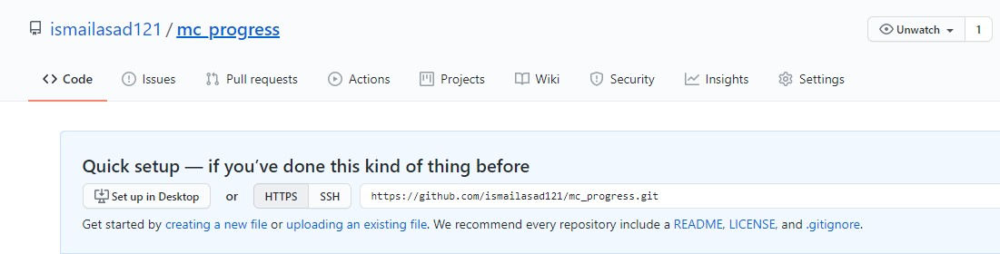 ismailasad121 / mc_progress
Unwatch 1
Code Issues Pull requests Actions Projects Wiki Security Insights Settings
Quick setup — if you’ve done this kind of thing before
Set up in Desktop or HTTPS SSH https://github.com/ismailasad121/mc_progress.git
Get started by creating a new file or uploading an existing file. We recommend every repository include a README, LICENSE, and .gitignore.